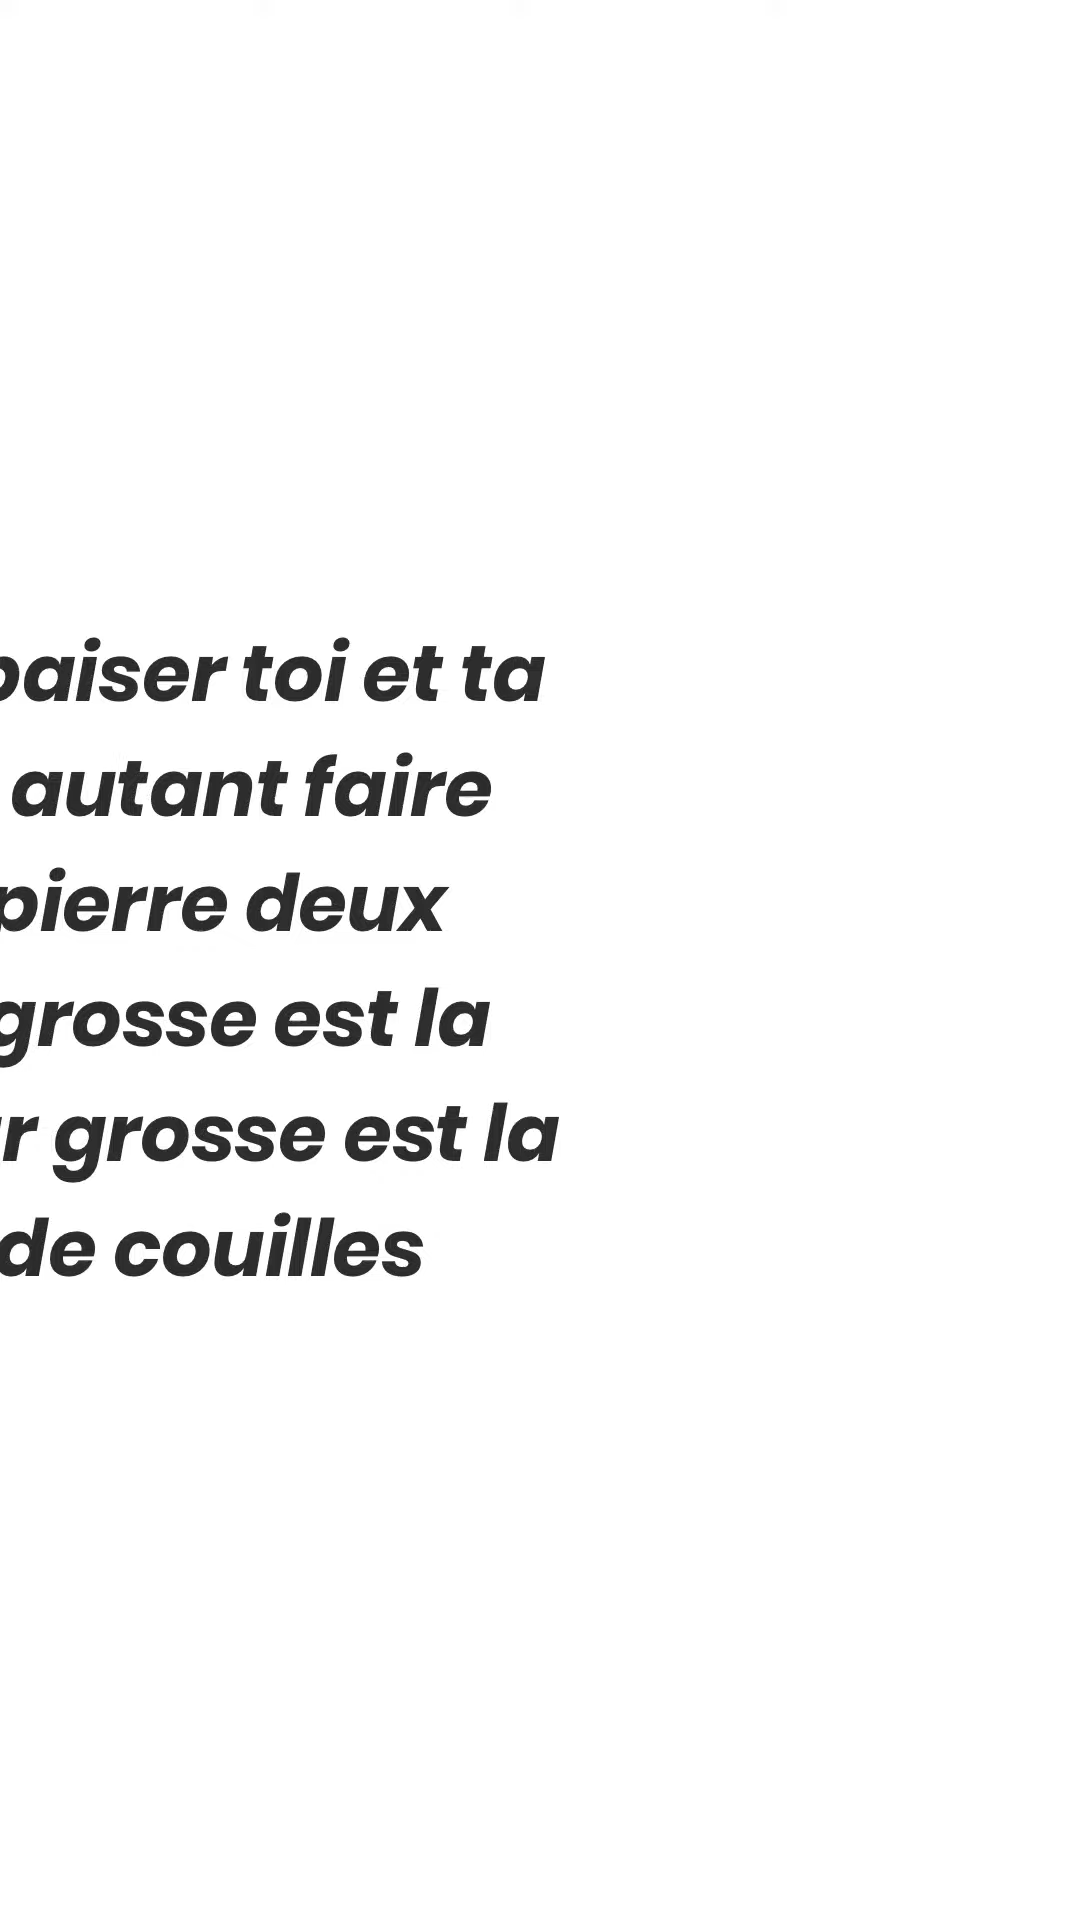 baiser toi et ta
autant faire
pierre deux
grosse est la
grosse est la
de couilles